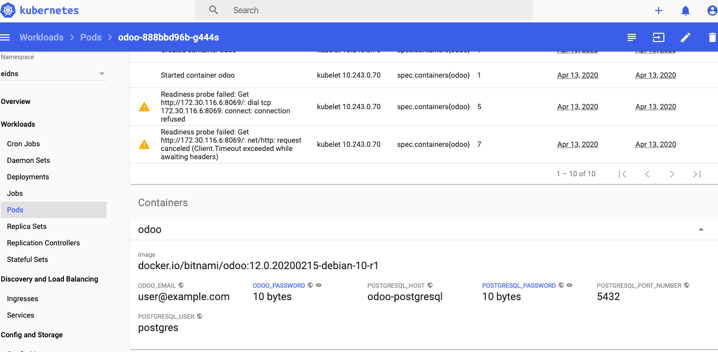 kubernetes
Search
Workloads > Pods > odoo-888bbd96b-g444s
Namespace
eidns
Overview
Workloads
Cron Jobs
Daemon Sets
Deployments
Jobs
Pods
Replica Sets
Replication Controllers
Stateful Sets
Discovery and Load Balancing
Ingresses
Services
Config and Storage
Started container odoo kubelet 10.243.0.70 spec.containers{odoo} 1 Apr 13, 2020 Apr 13, 2020
Readiness probe failed: Get
http://172.30.116.6:8069/: dial tcp
172.30.116.6:8069: connect: connection
refused
kubelet 10.243.0.70 spec.containers{odoo} 5 Apr 13, 2020 Apr 13, 2020
Readiness probe failed: Get
http://172.30.116.6:8069/: net/http: request
canceled (Client.Timeout exceeded while
awaiting headers)
kubelet 10.243.0.70 spec.containers{odoo} 7 Apr 13, 2020 Apr 13, 2020
1 – 10 of 10
Containers
odoo
Image
docker.io/bitnami/odoo:12.0.20200215-debian-10-r1
ODOO_EMAIL ODOO_PASSWORD POSTGRESQL_HOST POSTGRESQL_PASSWORD POSTGRESQL_PORT_NUMBER
user@example.com 10 bytes odoo-postgresql 10 bytes 5432
POSTGRESQL_USER
postgres